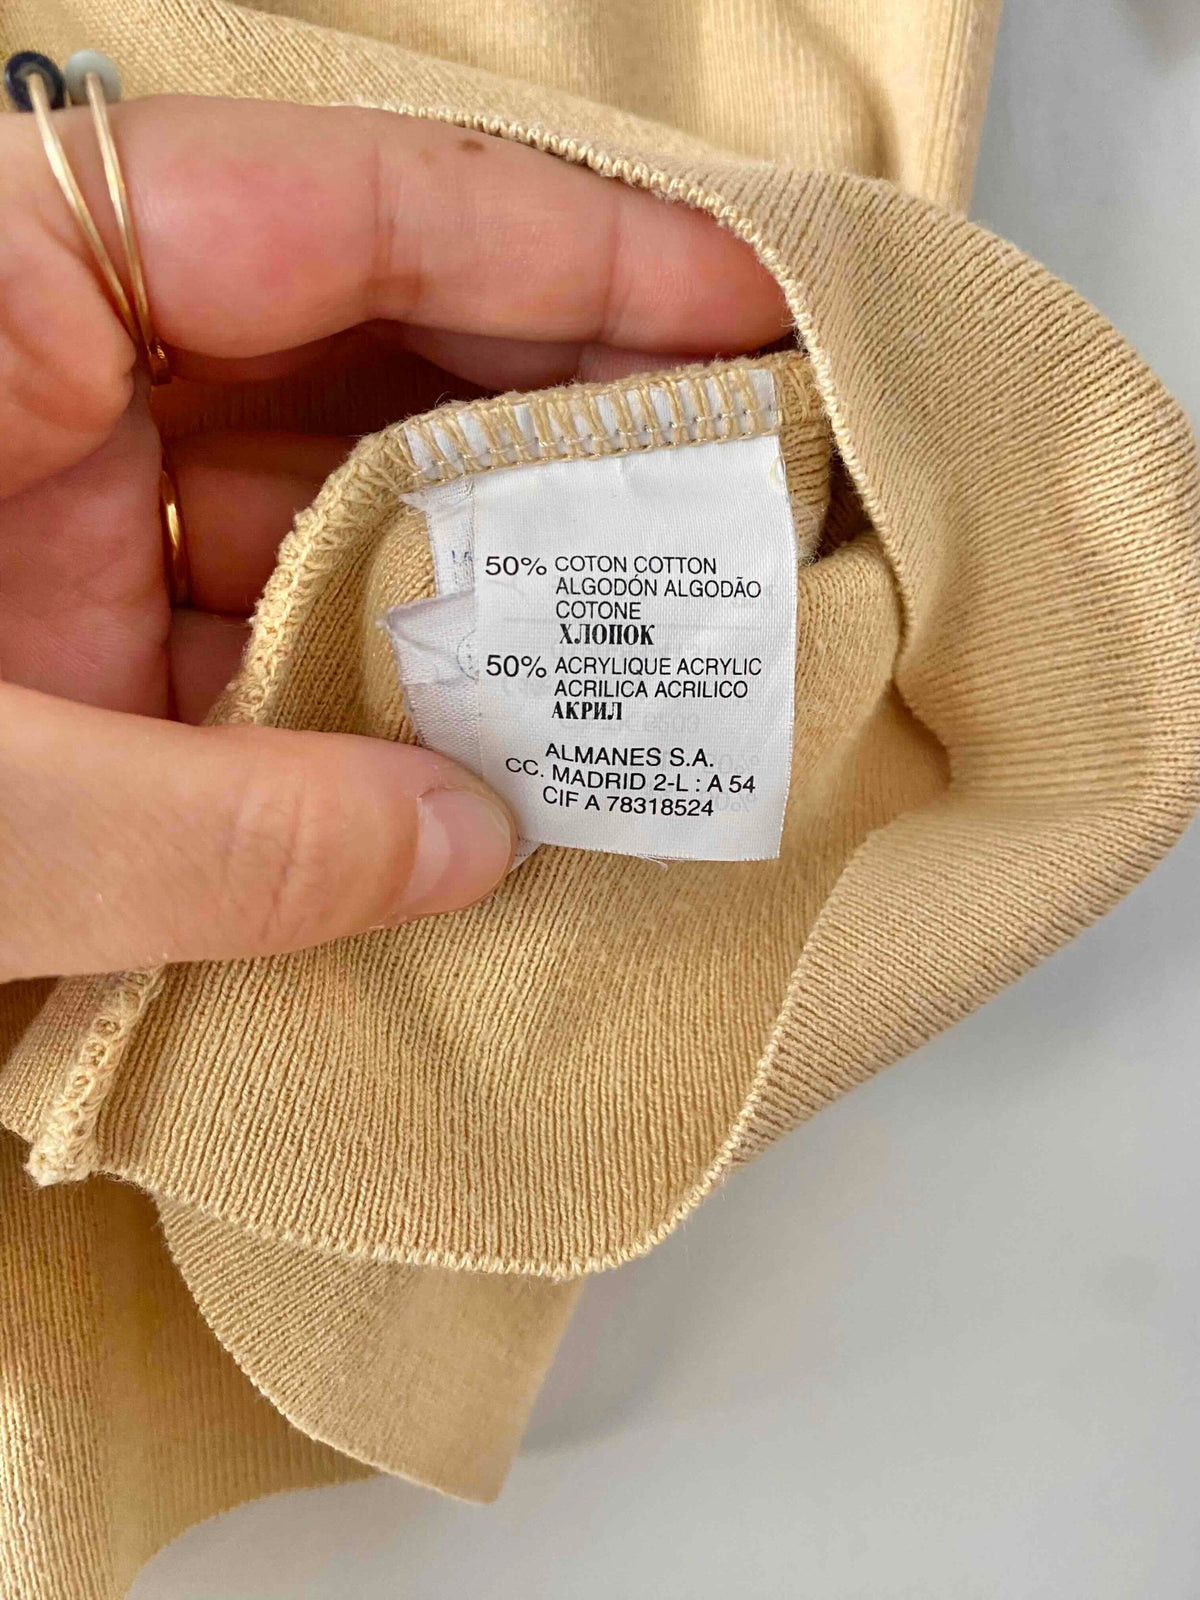 50% COTON COTTON
ALGODÓN ALGODÃO
COTONE
ХЛОПОК
50% ACRYLIQUE ACRYLIC
ACRILICA ACRILICO
АКРИЛ
ALMANES S.A.
CC. MADRID 2-L : A 54
CIF A 78318524